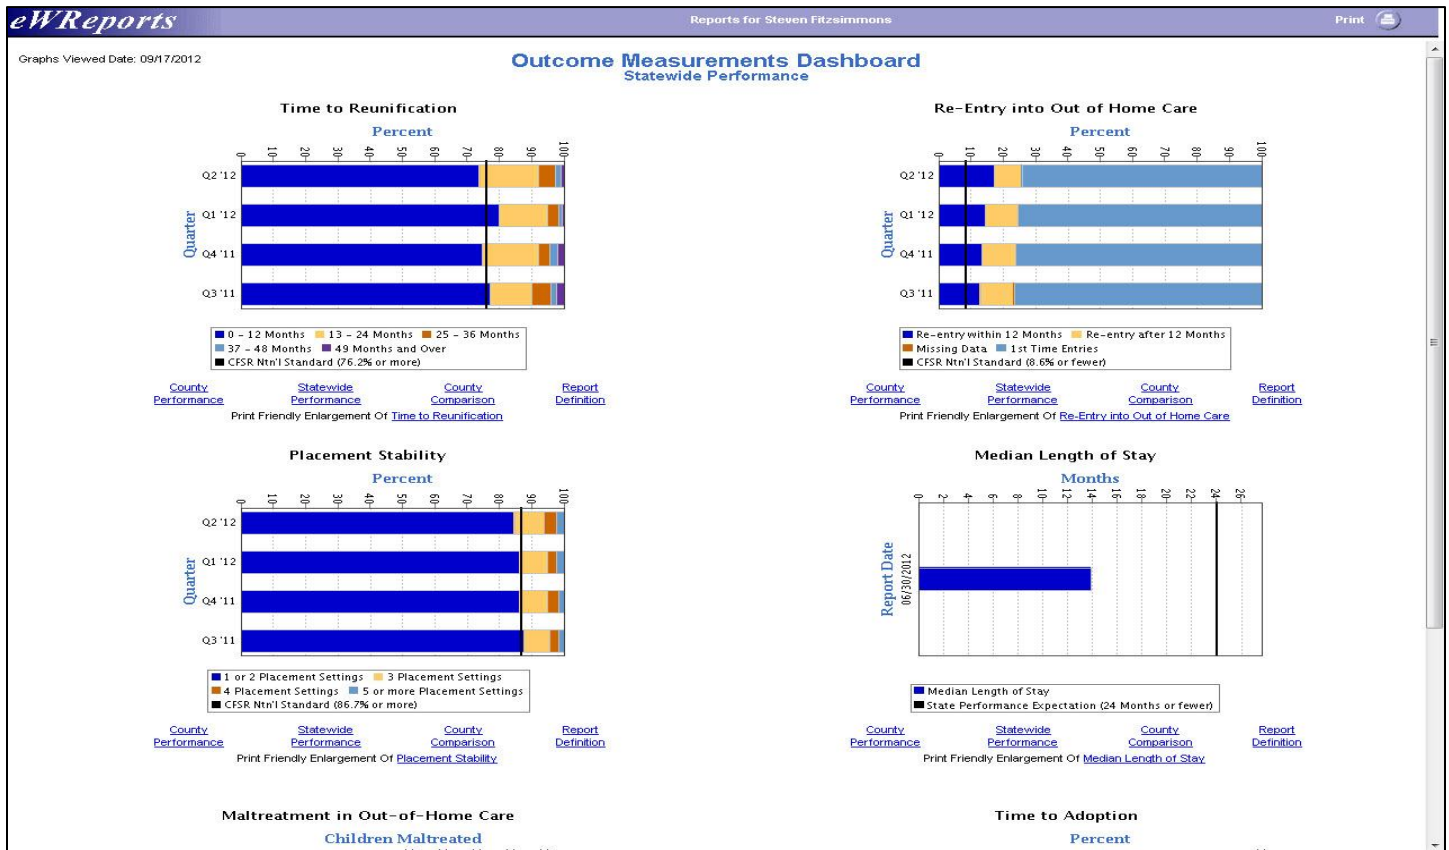 eWReports
Reports for Steven Fitzsimmons
Print
Graphs Viewed Date: 09/17/2012
Outcome Measurements Dashboard
Statewide Performance
Time to Reunification
Percent
0 10 20 30 40 50 60 70 80 90 100
Quarter
Q2 '12
Q1 '12
Q4 '11
Q3 '11
0 - 12 Months 13 - 24 Months 25 - 36 Months
37 - 48 Months 49 Months and Over
CFSR Ntn'l Standard (76.2% or more)
County Performance
Statewide Performance
County Comparison
Report Definition
Print Friendly Enlargement Of Time to Reunification
Re-Entry into Out of Home Care
Percent
0 10 20 30 40 50 60 70 80 90 100
Quarter
Q2 '12
Q1 '12
Q4 '11
Q3 '11
Re-entry within 12 Months Re-entry after 12 Months
Missing Data 1st Time Entries
CFSR Ntn'l Standard (8.6% or fewer)
County Performance
Statewide Performance
County Comparison
Report Definition
Print Friendly Enlargement Of Re-Entry into Out of Home Care
Placement Stability
Percent
0 10 20 30 40 50 60 70 80 90 100
Quarter
Q2 '12
Q1 '12
Q4 '11
Q3 '11
1 or 2 Placement Settings 3 Placement Settings
4 Placement Settings 5 or more Placement Settings
CFSR Ntn'l Standard (86.7% or more)
County Performance
Statewide Performance
County Comparison
Report Definition
Print Friendly Enlargement Of Placement Stability
Median Length of Stay
Months
0 2 4 6 8 10 12 14 16 18 20 22 24 26
Report Date
06/30/2012
Median Length of Stay
State Performance Expectation (24 Months or fewer)
County Performance
Statewide Performance
County Comparison
Report Definition
Print Friendly Enlargement Of Median Length of Stay
Maltreatment in Out-of-Home Care
Children Maltreated
Time to Adoption
Percent